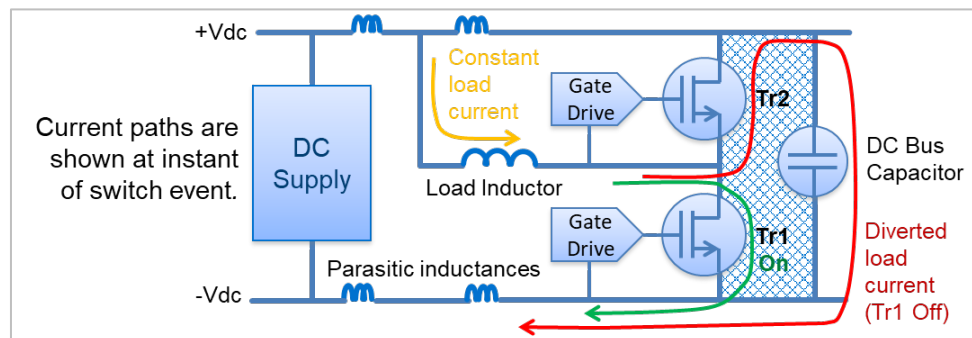 +Vdc
Constant
load
current
Gate
Drive
Tr2
Current paths are
shown at instant
of switch event.
DC
Supply
DC Bus
Capacitor
Load Inductor
Gate
Drive
Tr1
On
Diverted
load
current
(Tr1 Off)
Parasitic inductances
-Vdc